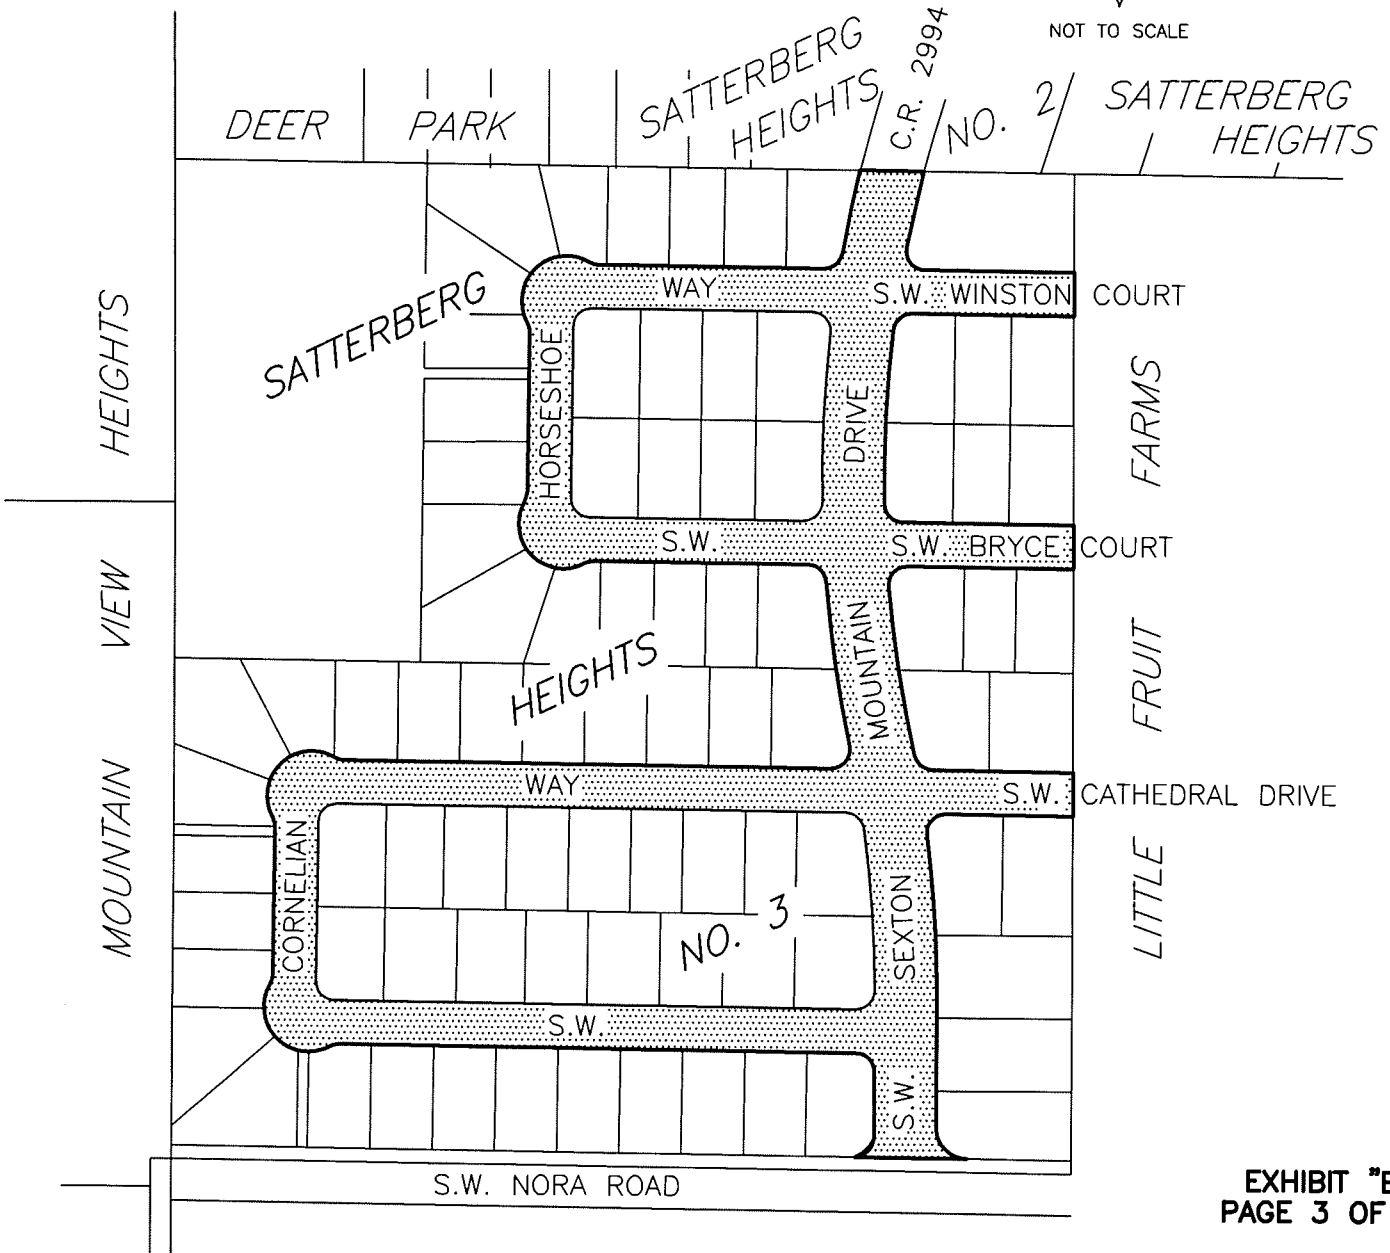 NOT TO SCALE
C.R. 2994
DEER PARK
SATTERBERG
HEIGHTS
NO. 2
SATTERBERG
HEIGHTS
WAY
S.W. WINSTON COURT
SATTERBERG
HORSESHOE
DRIVE
S.W.
S.W. BRYCE COURT
HEIGHTS
MOUNTAIN
WAY
S.W. CATHEDRAL DRIVE
CORNELIAN
NO. 3
SEXTON
S.W.
S.W.
S.W. NORA ROAD
MOUNTAIN VIEW HEIGHTS
LITTLE FRUIT FARMS
EXHIBIT "E
PAGE 3 OF